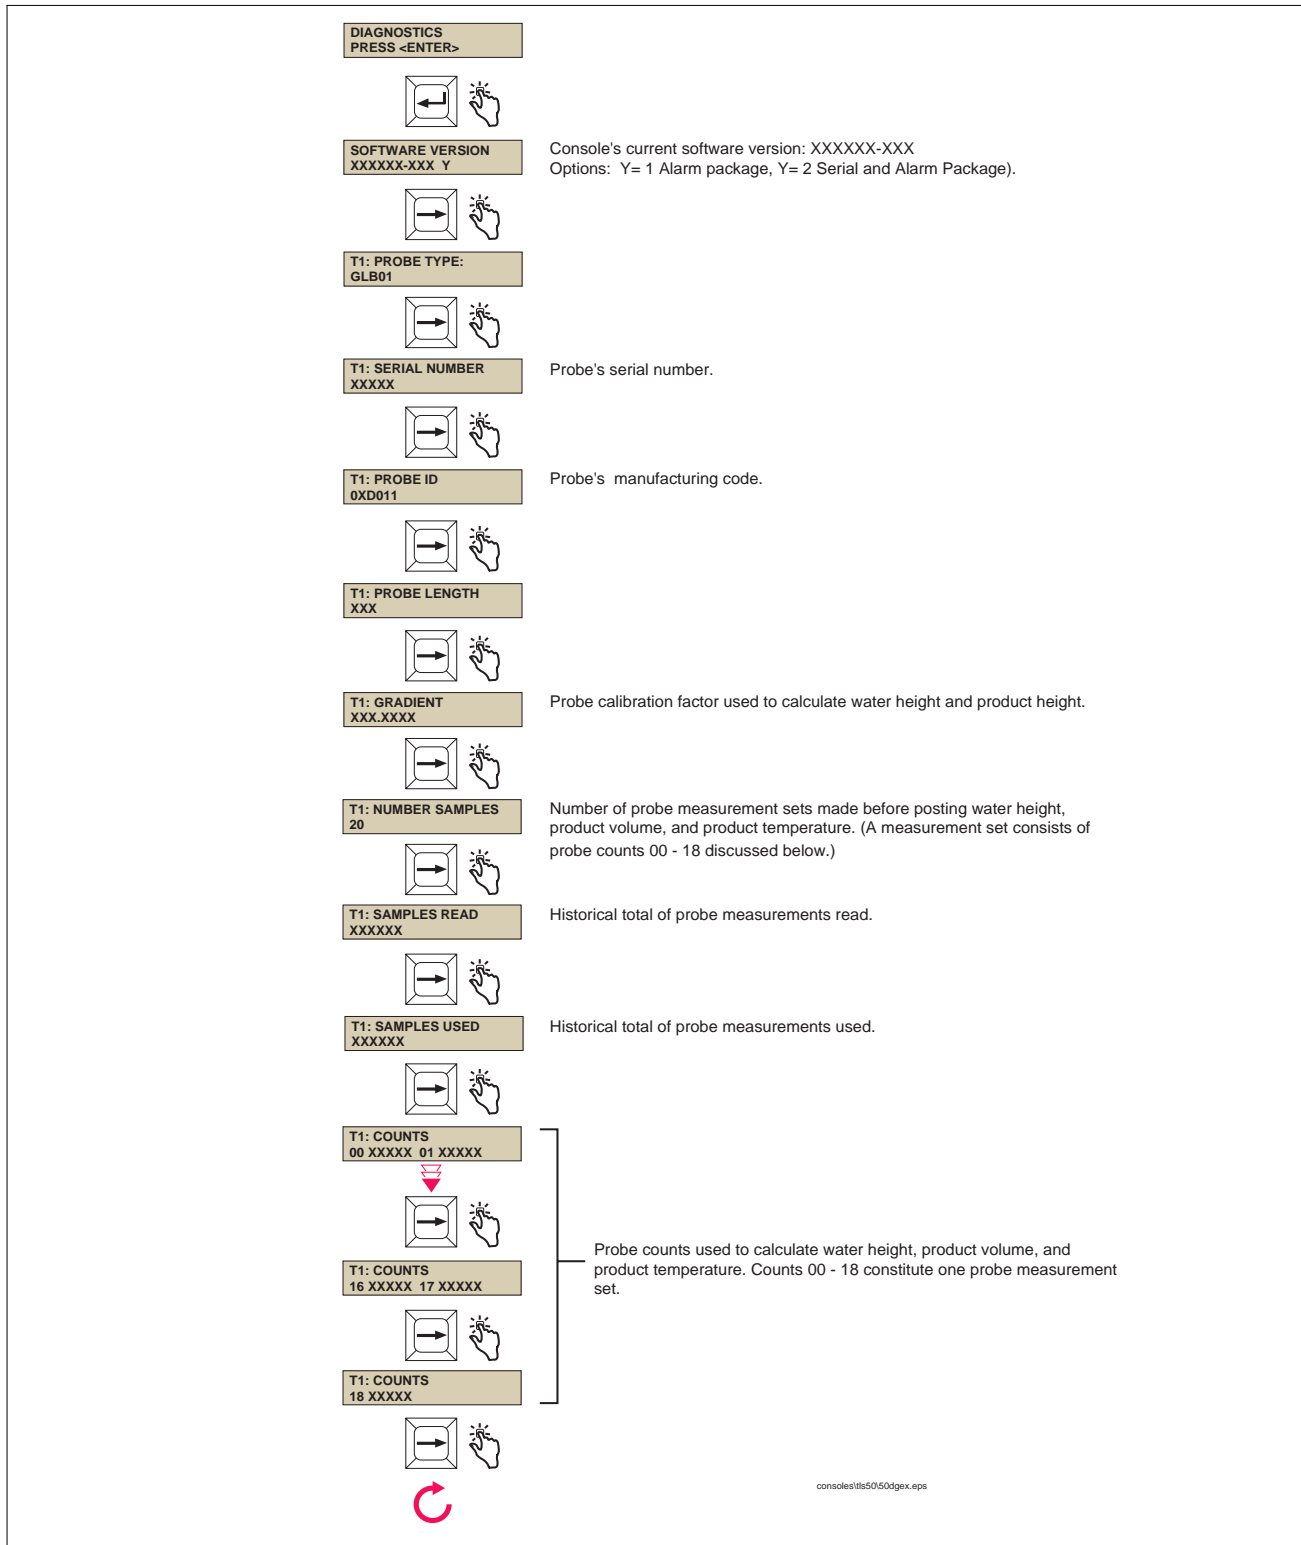 DIAGNOSTICS
PRESS <ENTER>
SOFTWARE VERSION
XXXXXX-XXX Y
Console's current software version: XXXXXX-XXX
Options: Y= 1 Alarm package, Y= 2 Serial and Alarm Package).
T1: PROBE TYPE:
GLB01
T1: SERIAL NUMBER
XXXXX
Probe's serial number.
T1: PROBE ID
0XD011
Probe's manufacturing code.
T1: PROBE LENGTH
XXX
T1: GRADIENT
XXX.XXXX
Probe calibration factor used to calculate water height and product height.
T1: NUMBER SAMPLES
20
Number of probe measurement sets made before posting water height,
product volume, and product temperature. (A measurement set consists of
probe counts 00 - 18 discussed below.)
T1: SAMPLES READ
XXXXXX
Historical total of probe measurements read.
T1: SAMPLES USED
XXXXXX
Historical total of probe measurements used.
T1: COUNTS
00 XXXXX 01 XXXXX
T1: COUNTS
16 XXXXX 17 XXXXX
Probe counts used to calculate water height, product volume, and
product temperature. Counts 00 - 18 constitute one probe measurement
set.
T1: COUNTS
18 XXXXX
consoles\tls50\50dgex.eps